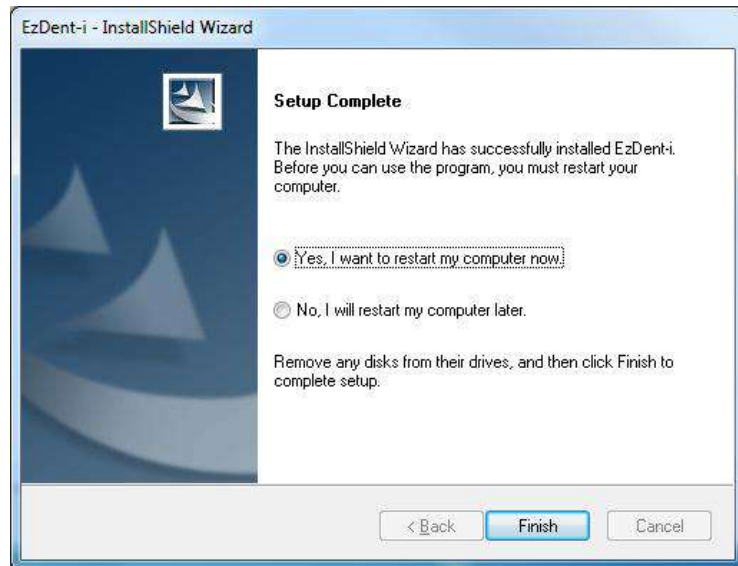 EzDent-i - InstallShield Wizard
Setup Complete
The InstallShield Wizard has successfully installed EzDent-i.
Before you can use the program, you must restart your
computer.
Yes, I want to restart my computer now.
No, I will restart my computer later.
Remove any disks from their drives, and then click Finish to
complete setup.
< Back Finish Cancel